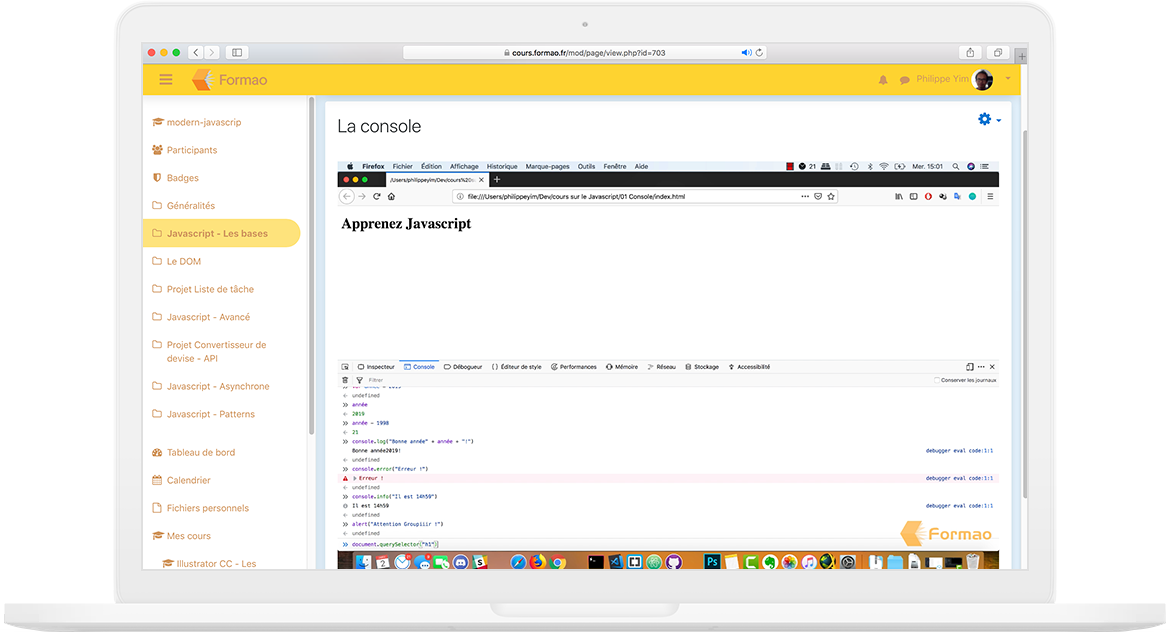 cours.formao.fr/mod/page/view.php?id=703
Formao
Philippe Yim
modern-javascrip
Participants
Badges
Généralités
Javascript - Les bases
Le DOM
Projet Liste de tâche
Javascript - Avancé
Projet Convertisseur de
devise - API
Javascript - Asynchrone
Javascript - Patterns
Tableau de bord
Calendrier
Fichiers personnels
Mes cours
Illustrator CC - Les
La console
Firefox Fichier Édition Affichage Historique Marque-pages Outils Fenêtre Aide
21 Mer. 15:01
/Users/philippeyim/Dev/cours%20s
file:///Users/philippeyim/Dev/cours sur le Javascript/01 Console/index.html
Apprenez Javascript
Inspecteur Console Débogueur {} Éditeur de style Performances Mémoire Réseau Stockage Accessibilité
Filtrer Conserver les journaux
undefined
année
2019
année - 1998
21
console.log("Bonne année" + année + "!")
Bonne année2019! debugger eval code:1:1
undefined
console.error("Erreur !")
Erreur ! debugger eval code:1:1
undefined
console.info("Il est 14h59")
Il est 14h59 debugger eval code:1:1
undefined
alert("Attention Groupiiir !")
undefined
document.querySelector("h1")
Formao
2
Ps